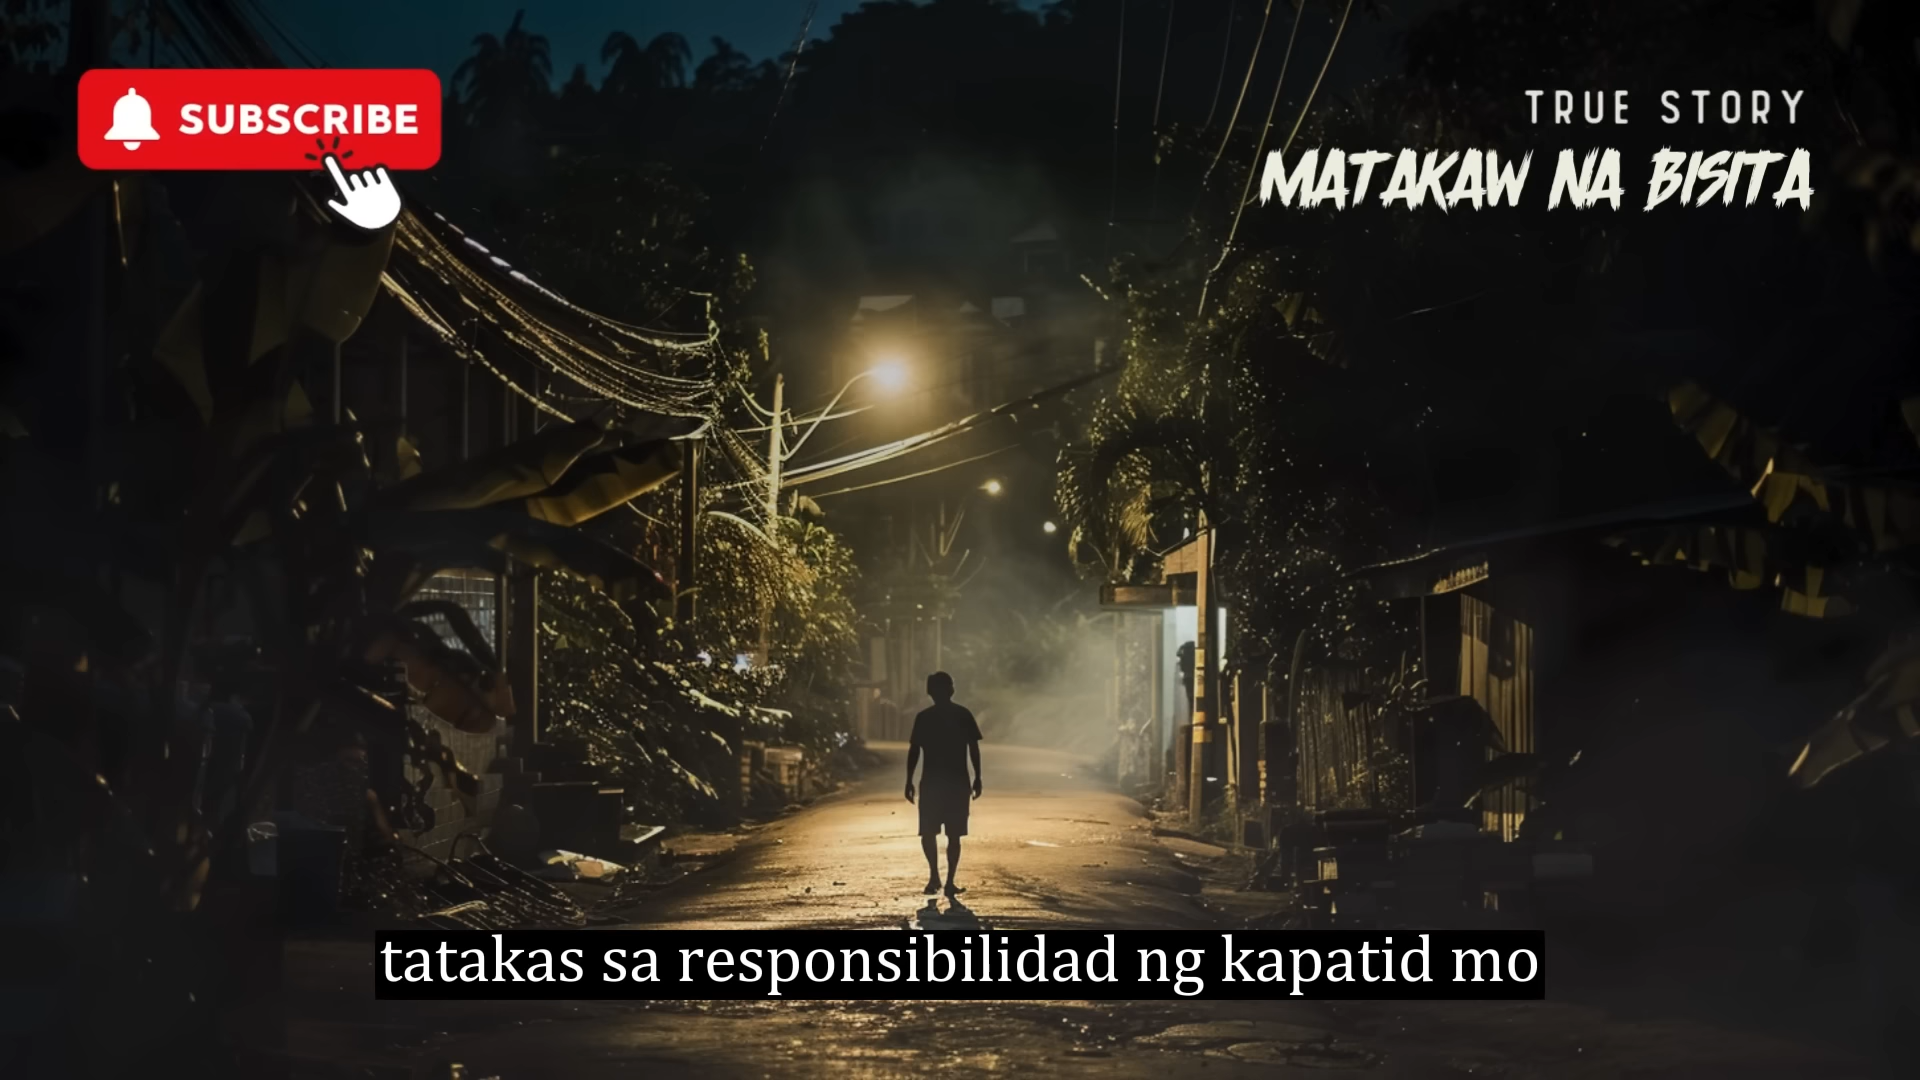 SUBSCRIBE
TRUE STORY
MATAKAW NA BISITA
tatakas sa responsibilidad ng kapatid mo